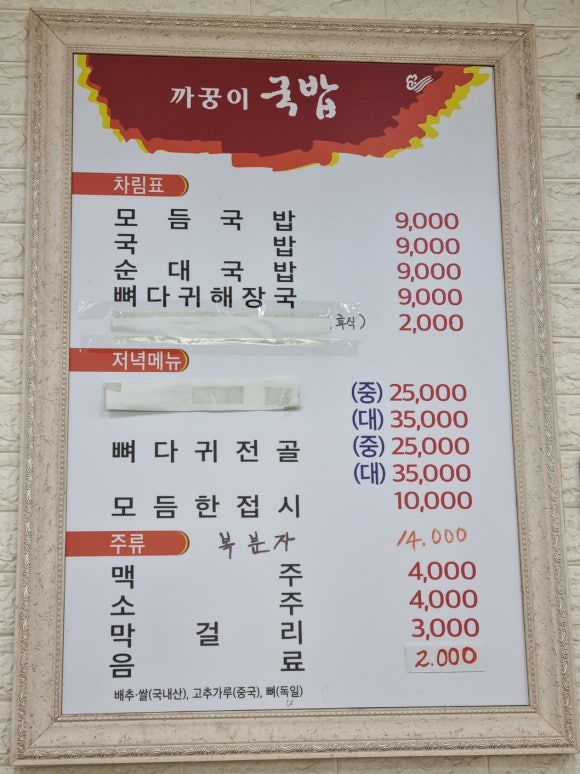 까꿍이 국밥
차림표
모듬국밥 9,000
국밥 9,000
순대국밥 9,000
뼈다귀해장국 9,000
(후식) 2,000
저녁메뉴
(중) 25,000
(대) 35,000
뼈다귀전골 (중) 25,000
(대) 35,000
모듬한접시 10,000
주류 복분자 14.000
맥주 4,000
소주 4,000
막걸리 3,000
음료 2.000
배추·쌀(국내산), 고추가루(중국), 뼈(독일)